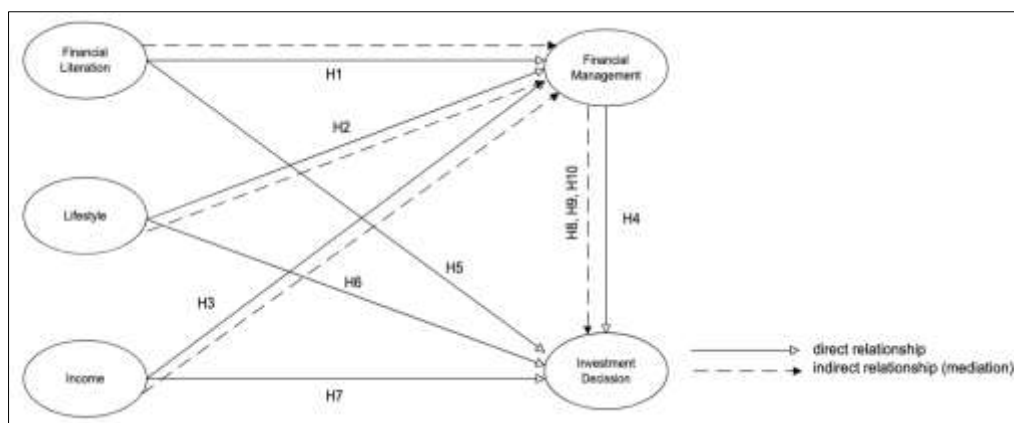 Financial
Literation
Financial
Management
H1
H2
Lifestyle
H8, H9, H10
H4
H5
H6
H3
Income
Investment
Decission
H7
direct relationship
indirect relationship (mediation)